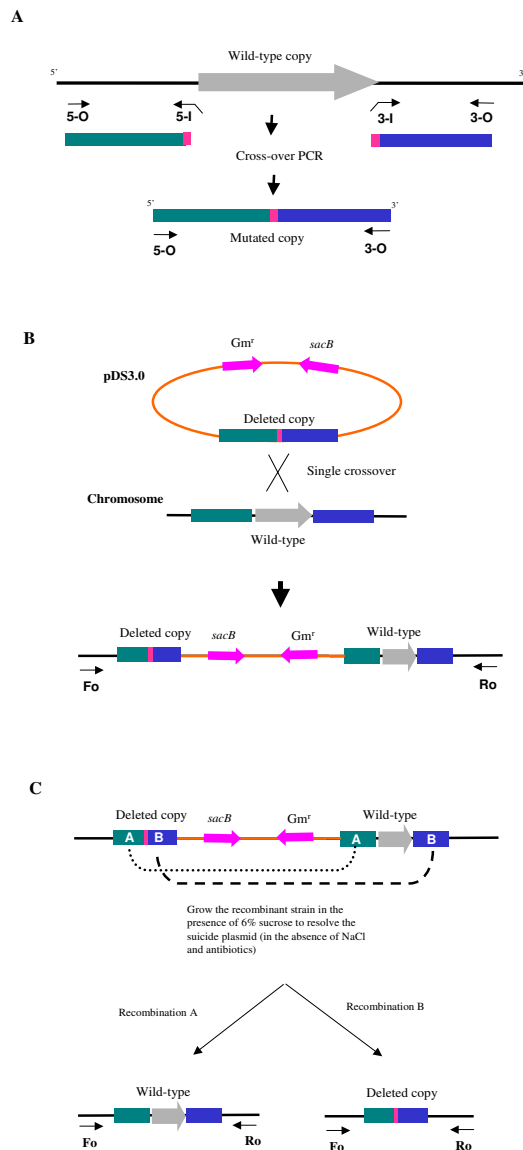 A
Wild-type copy
5’
3
5-O
5-I
3-I
3-O
Cross-over PCR
5’
3’
Mutated copy
5-O
3-O
B
Gmʳ
sacB
pDS3.0
Deleted copy
Single crossover
Chromosome
Wild-type
Deleted copy
sacB
Gmʳ
Wild-type
Fo
Ro
C
Deleted copy
sacB
Gmʳ
Wild-type
A
B
A
B
Grow the recombinant strain in the
presence of 6% sucrose to resolve the
suicide plasmid (in the absence of NaCl
and antibiotics)
Recombination A
Recombination B
Wild-type
Deleted copy
Fo
Ro
Fo
Ro